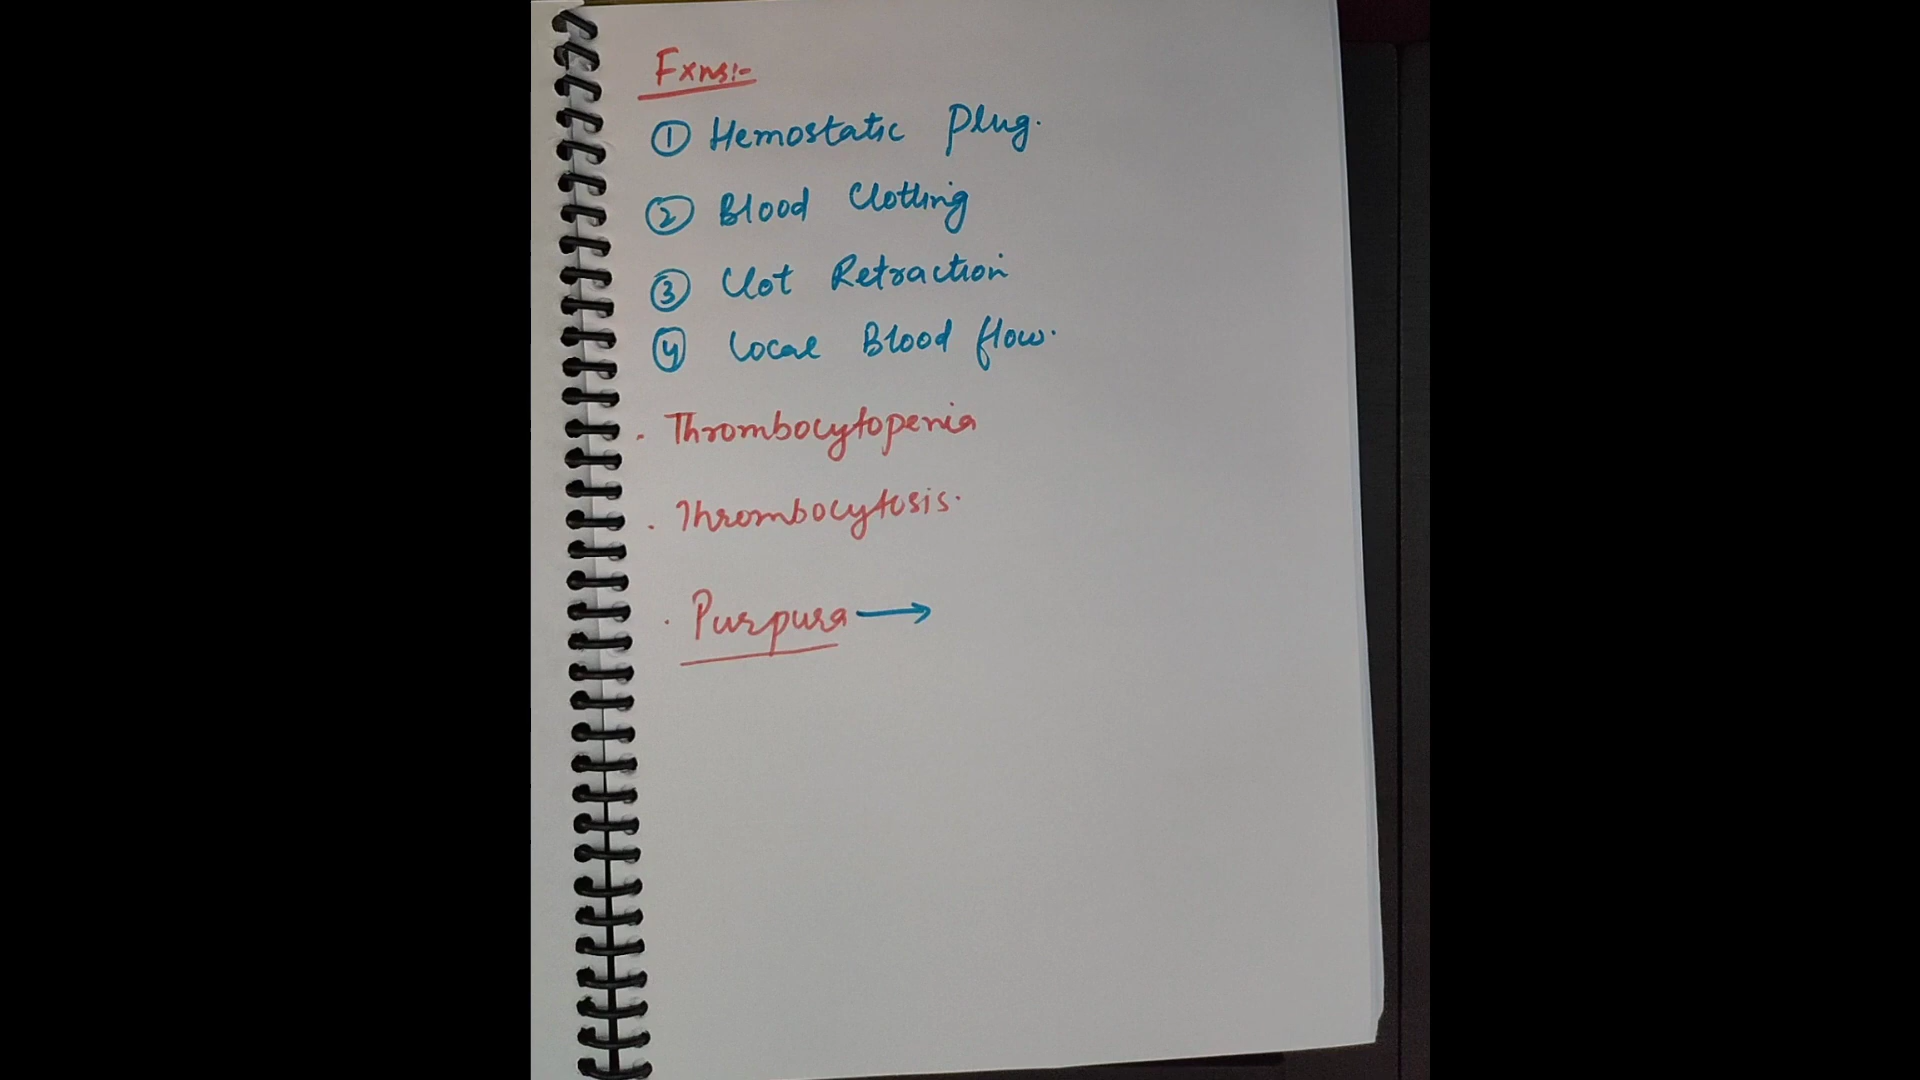 Fxns:-
① Hemostatic Plug.
② Blood Clotting
③ Clot Retraction
④ Local Blood flow.
. Thrombocytopenia
. Thrombocytosis.
. Purpura →